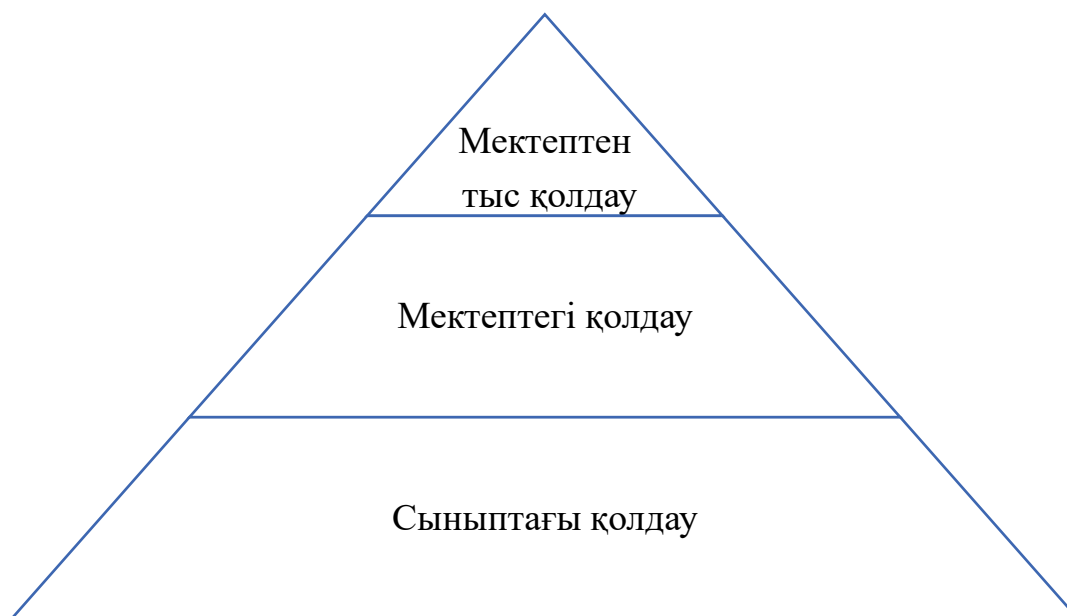 Мектептен
тыс қолдау
Мектептегі қолдау
Сыныптағы қолдау